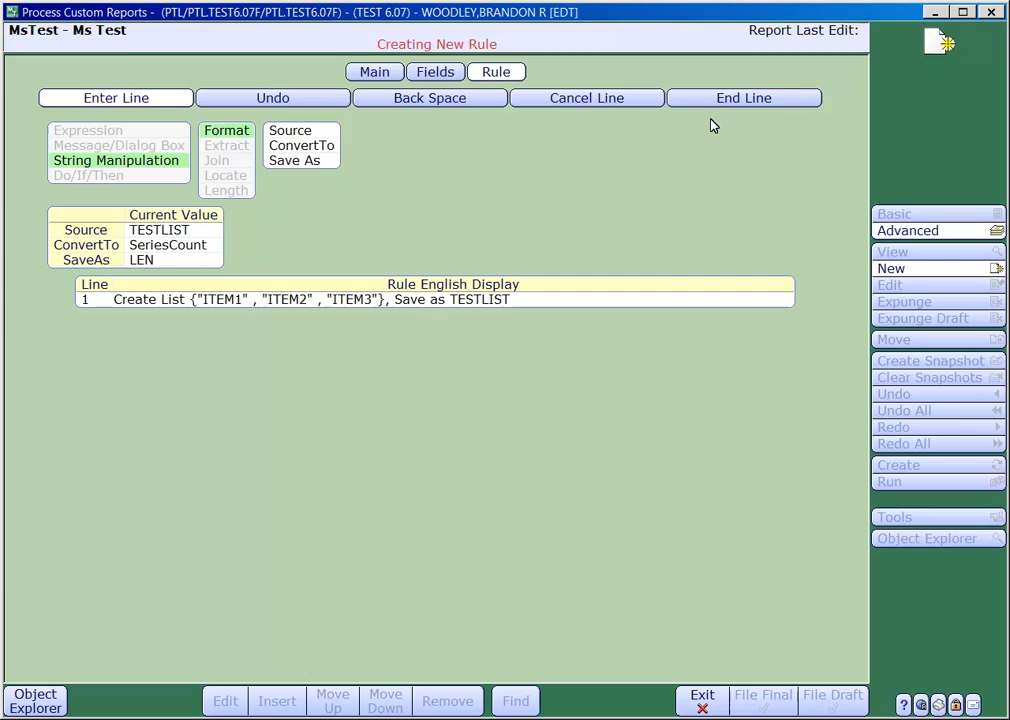 Process Custom Reports - (PTL/PTL.TEST6.07F/PTL.TEST6.07F) - (TEST 6.07) - WOODLEY,BRANDON R [EDT]
MsTest - Ms Test
Report Last Edit:
Creating New Rule
Main Fields Rule
Enter Line Undo Back Space Cancel Line End Line
Expression
Message/Dialog Box
String Manipulation
Do/If/Then
Format
Extract
Join
Locate
Length
Source
ConvertTo
Save As
Current Value
Source TESTLIST
ConvertTo SeriesCount
SaveAs LEN
Line Rule English Display
1 Create List {"ITEM1" , "ITEM2" , "ITEM3"}, Save as TESTLIST
Basic
Advanced
View
New
Edit
Expunge
Expunge Draft
Move
Create Snapshot
Clear Snapshots
Undo
Undo All
Redo
Redo All
Create
Run
Tools
Object Explorer
Object
Explorer
Edit
Insert
Move
Up
Move
Down
Remove
Find
Exit
File Final
File Draft
?